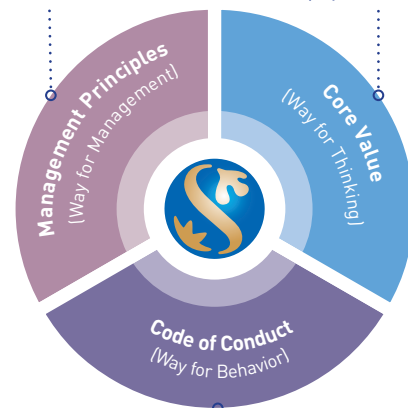 Management Principles
(Way for Management)
Core Value
(Way for Thinking)
Code of Conduct
(Way for Behavior)